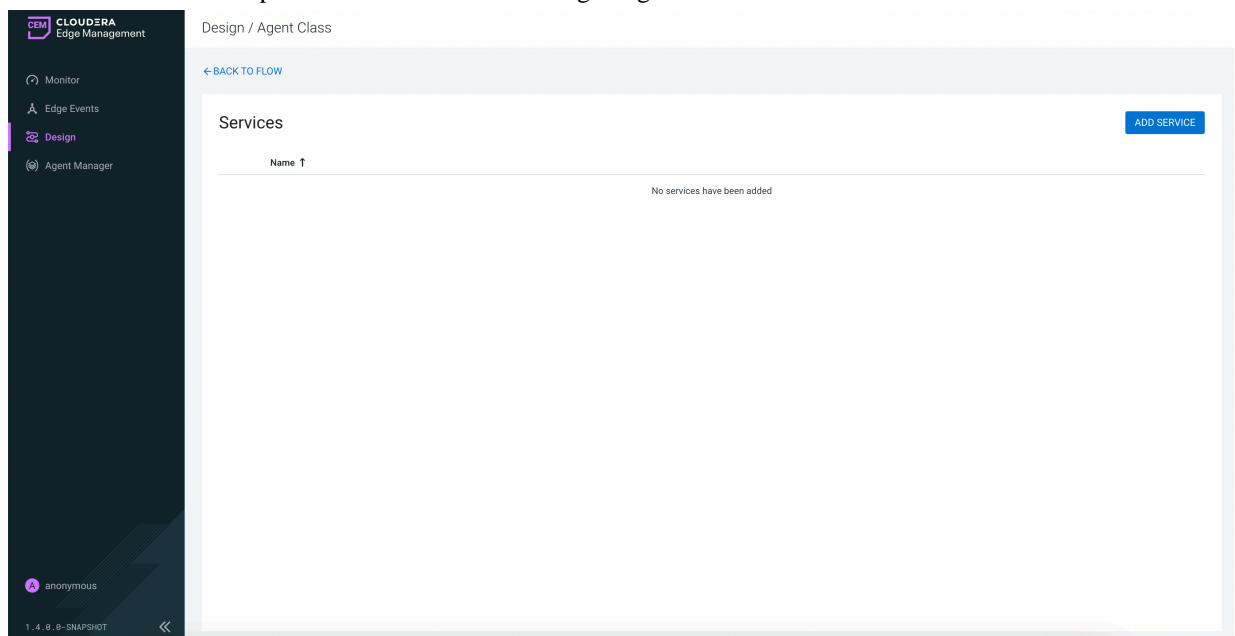 CEM CLOUDERA
Edge Management
Design / Agent Class
Monitor
Edge Events
Design
Agent Manager
BACK TO FLOW
Services
ADD SERVICE
Name
No services have been added
A anonymous
1.4.0.0-SNAPSHOT